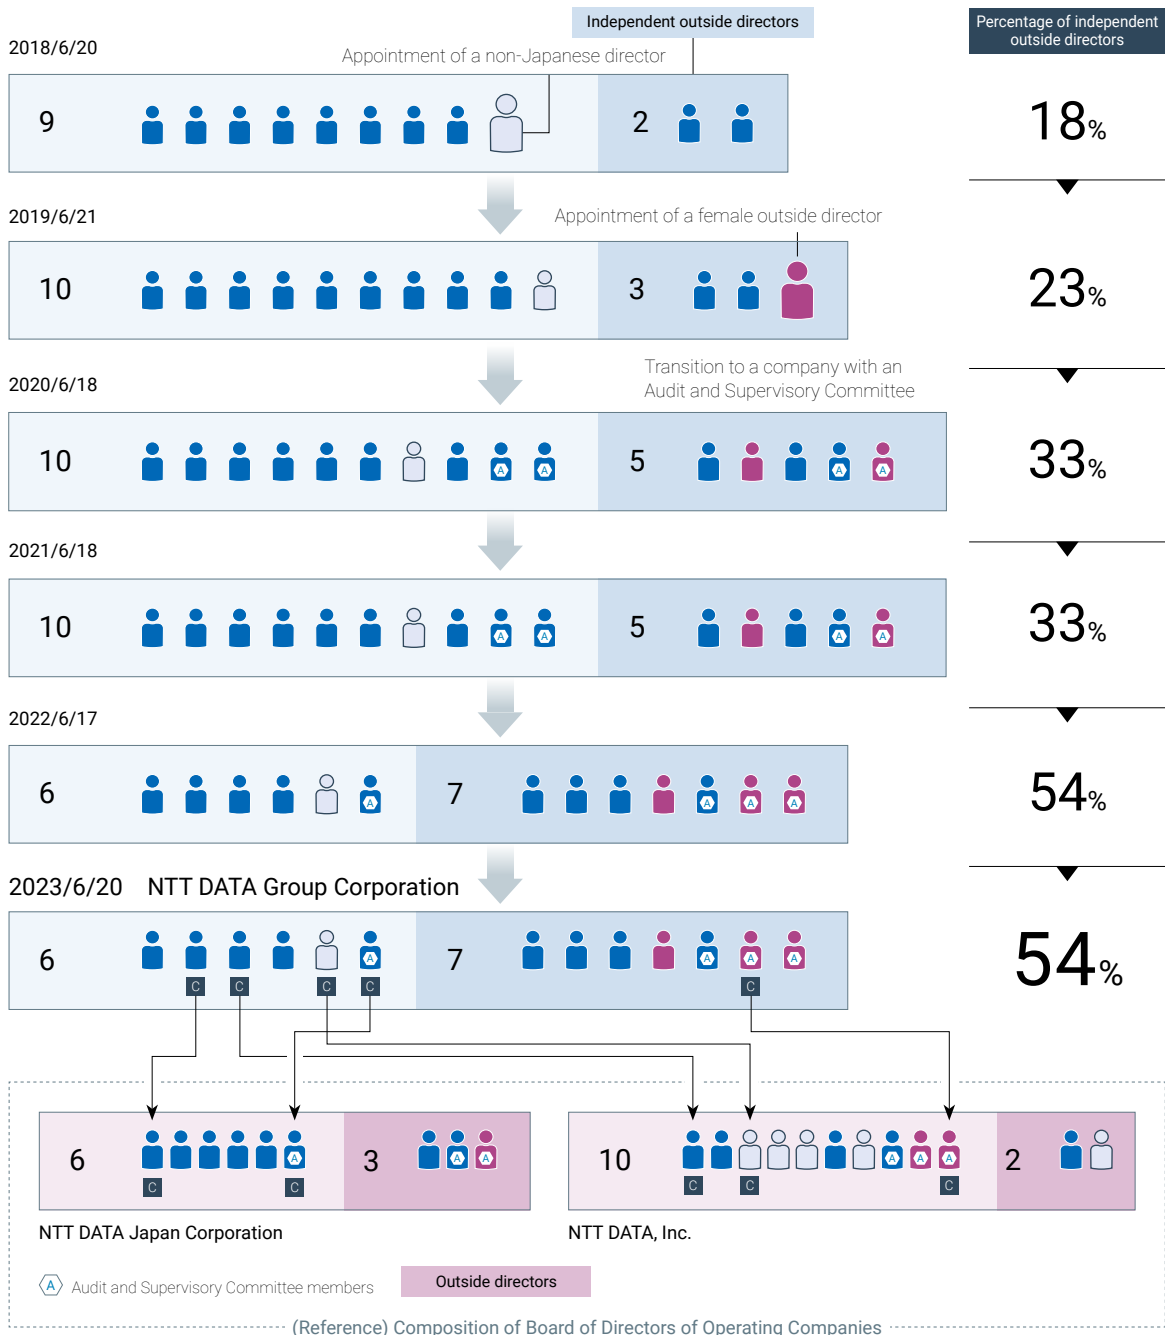 Independent outside directors
Percentage of independent
outside directors
2018/6/20
Appointment of a non-Japanese director
9
2
18%
2019/6/21
Appointment of a female outside director
10
3
23%
2020/6/18
Transition to a company with an
Audit and Supervisory Committee
10
A A
5
A A
33%
2021/6/18
10
A A
5
A A
33%
2022/6/17
6
A
7
A A A
54%
2023/6/20 NTT DATA Group Corporation
6
A
7
A A A
54%
C C C C C
6
A
3
A A
10
A A A
2
C C C C C
NTT DATA Japan Corporation
NTT DATA, Inc.
A Audit and Supervisory Committee members
Outside directors
(Reference) Composition of Board of Directors of Operating Companies